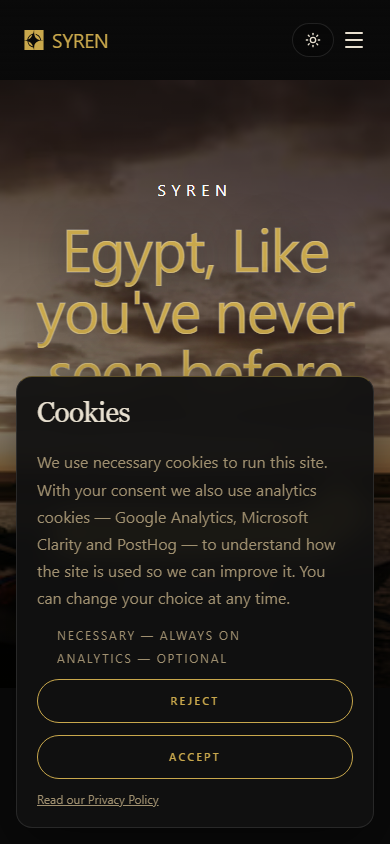 SYREN
SYREN
Egypt, Like
you've never
seen before
Cookies
We use necessary cookies to run this site.
With your consent we also use analytics
cookies — Google Analytics, Microsoft
Clarity and PostHog — to understand how
the site is used so we can improve it. You
can change your choice at any time.
NECESSARY — ALWAYS ON
ANALYTICS — OPTIONAL
REJECT
ACCEPT
Read our Privacy Policy